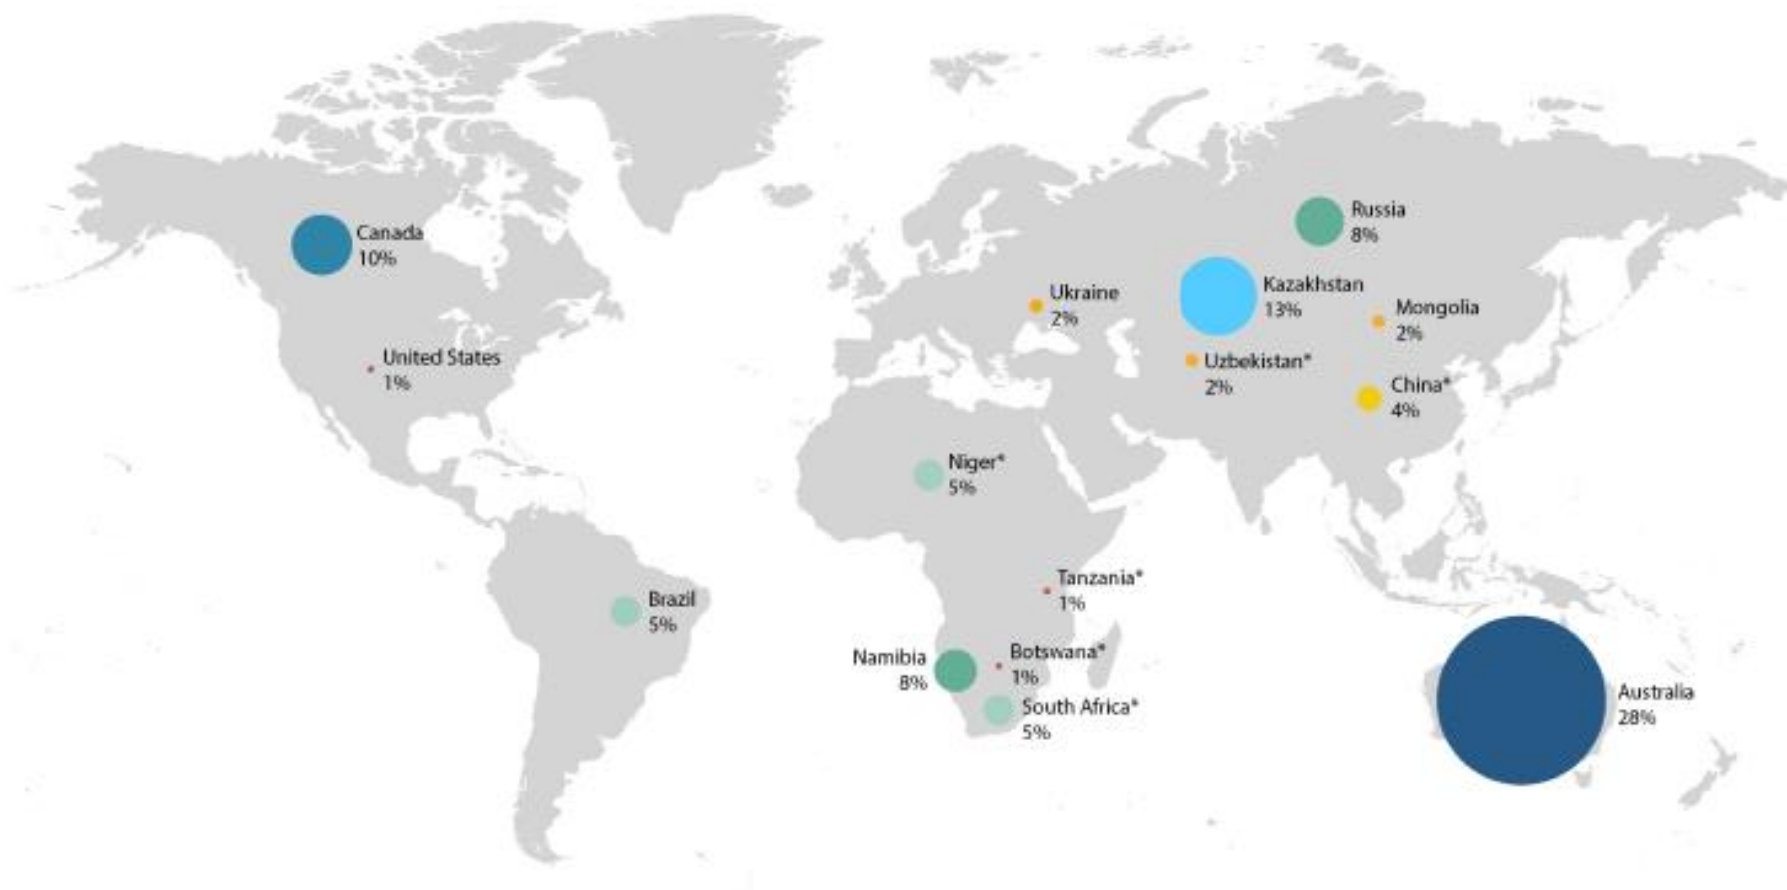 Canada
10%
United States
1%
Brazil
5%
Ukraine
2%
Russia
8%
Kazakhstan
13%
Mongolia
2%
Uzbekistan*
2%
China*
4%
Niger*
5%
Tanzania*
1%
Namibia
8%
Botswana*
1%
South Africa*
5%
Australia
28%